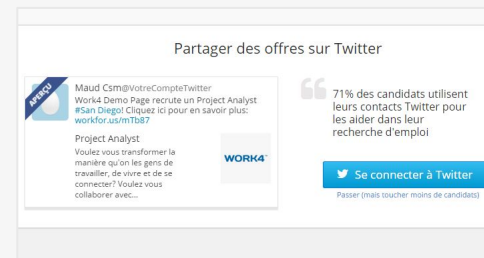 Partager des offres sur Twitter
APERÇU
Maud Csm@VotreCompteTwitter
Work4 Demo Page recrute un Project Analyst
#San Diego! Cliquez ici pour en savoir plus:
workfor.us/mTb87
Project Analyst
Voulez vous transformer la
manière qu'on les gens de
travailler, de vivre et de se
connecter? Voulez vous
collaborer avec...
WORK4
71% des candidats utilisent
leurs contacts Twitter pour
les aider dans leur
recherche d'emploi
Se connecter à Twitter
Passer (mais toucher moins de candidats)